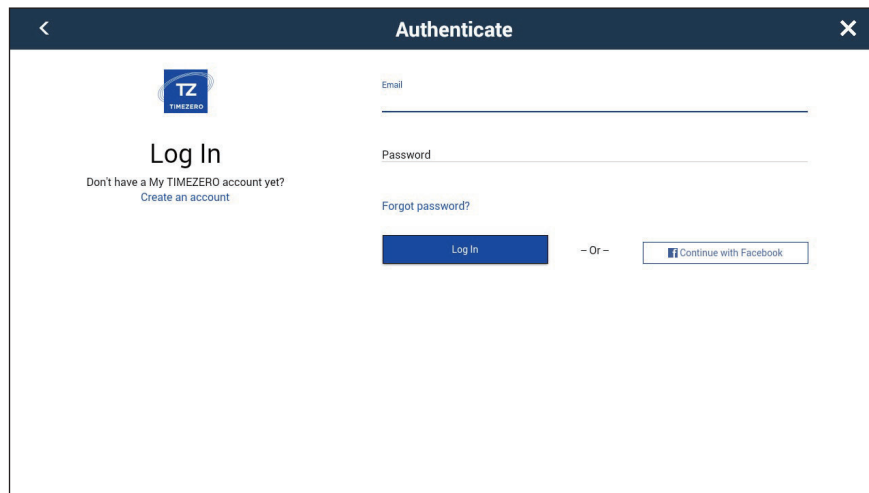 Authenticate
TZ
TIMEZERO
Log In
Don't have a My TIMEZERO account yet?
Create an account
Email
Password
Forgot password?
Log In
– Or –
Continue with Facebook